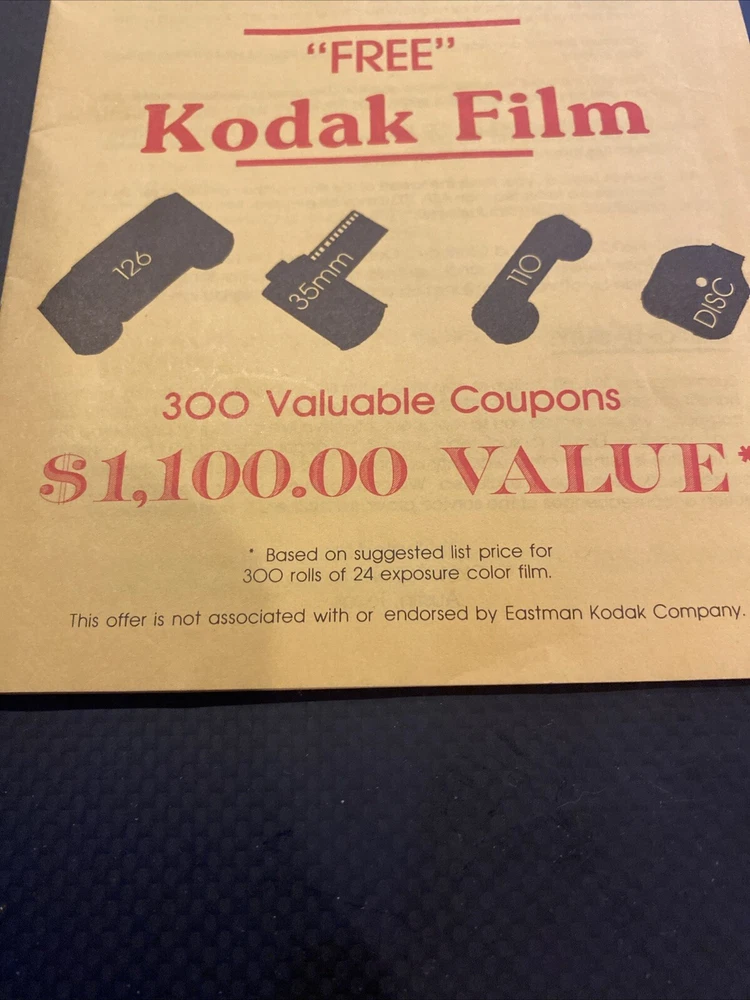 "FREE"
Kodak Film
126
35mm
110
DISC
300 Valuable Coupons
$1,100.00 VALUE*
* Based on suggested list price for
300 rolls of 24 exposure color film.
This offer is not associated with or endorsed by Eastman Kodak Company.